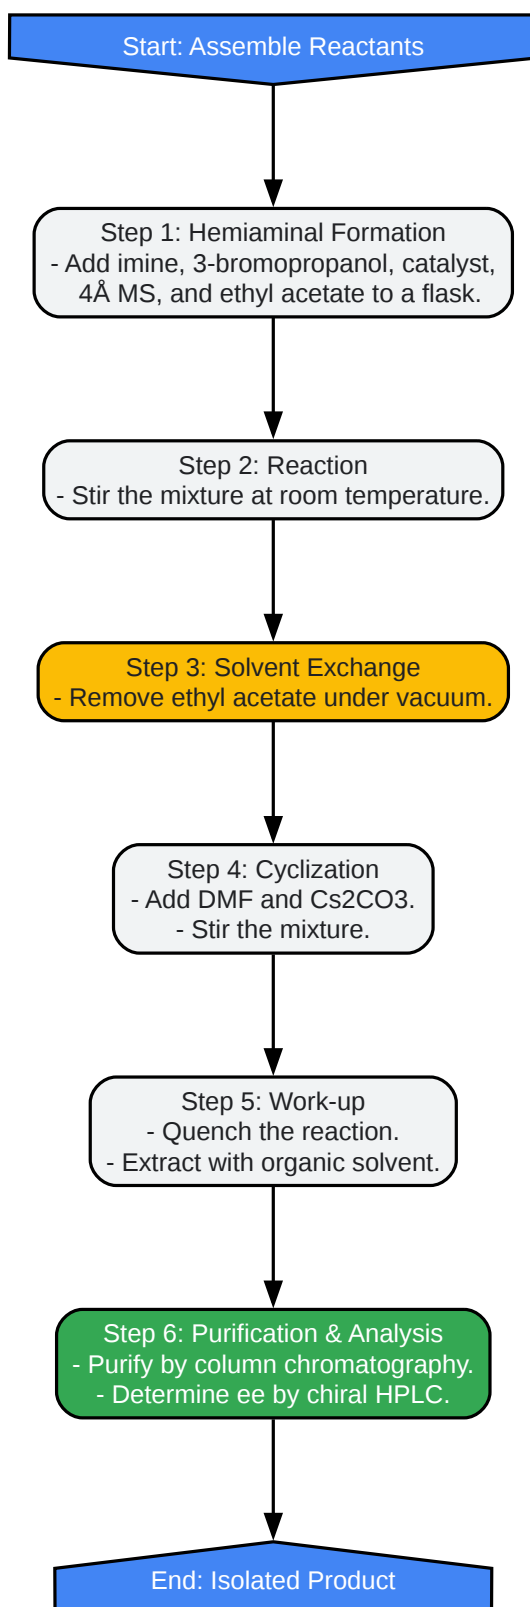 Start: Assemble Reactants
Step 1: Hemiaminal Formation
- Add imine, 3-bromopropanol, catalyst,
4Å MS, and ethyl acetate to a flask.
Step 2: Reaction
- Stir the mixture at room temperature.
Step 3: Solvent Exchange
- Remove ethyl acetate under vacuum.
Step 4: Cyclization
- Add DMF and Cs2CO3.
- Stir the mixture.
Step 5: Work-up
- Quench the reaction.
- Extract with organic solvent.
Step 6: Purification & Analysis
- Purify by column chromatography.
- Determine ee by chiral HPLC.
End: Isolated Product